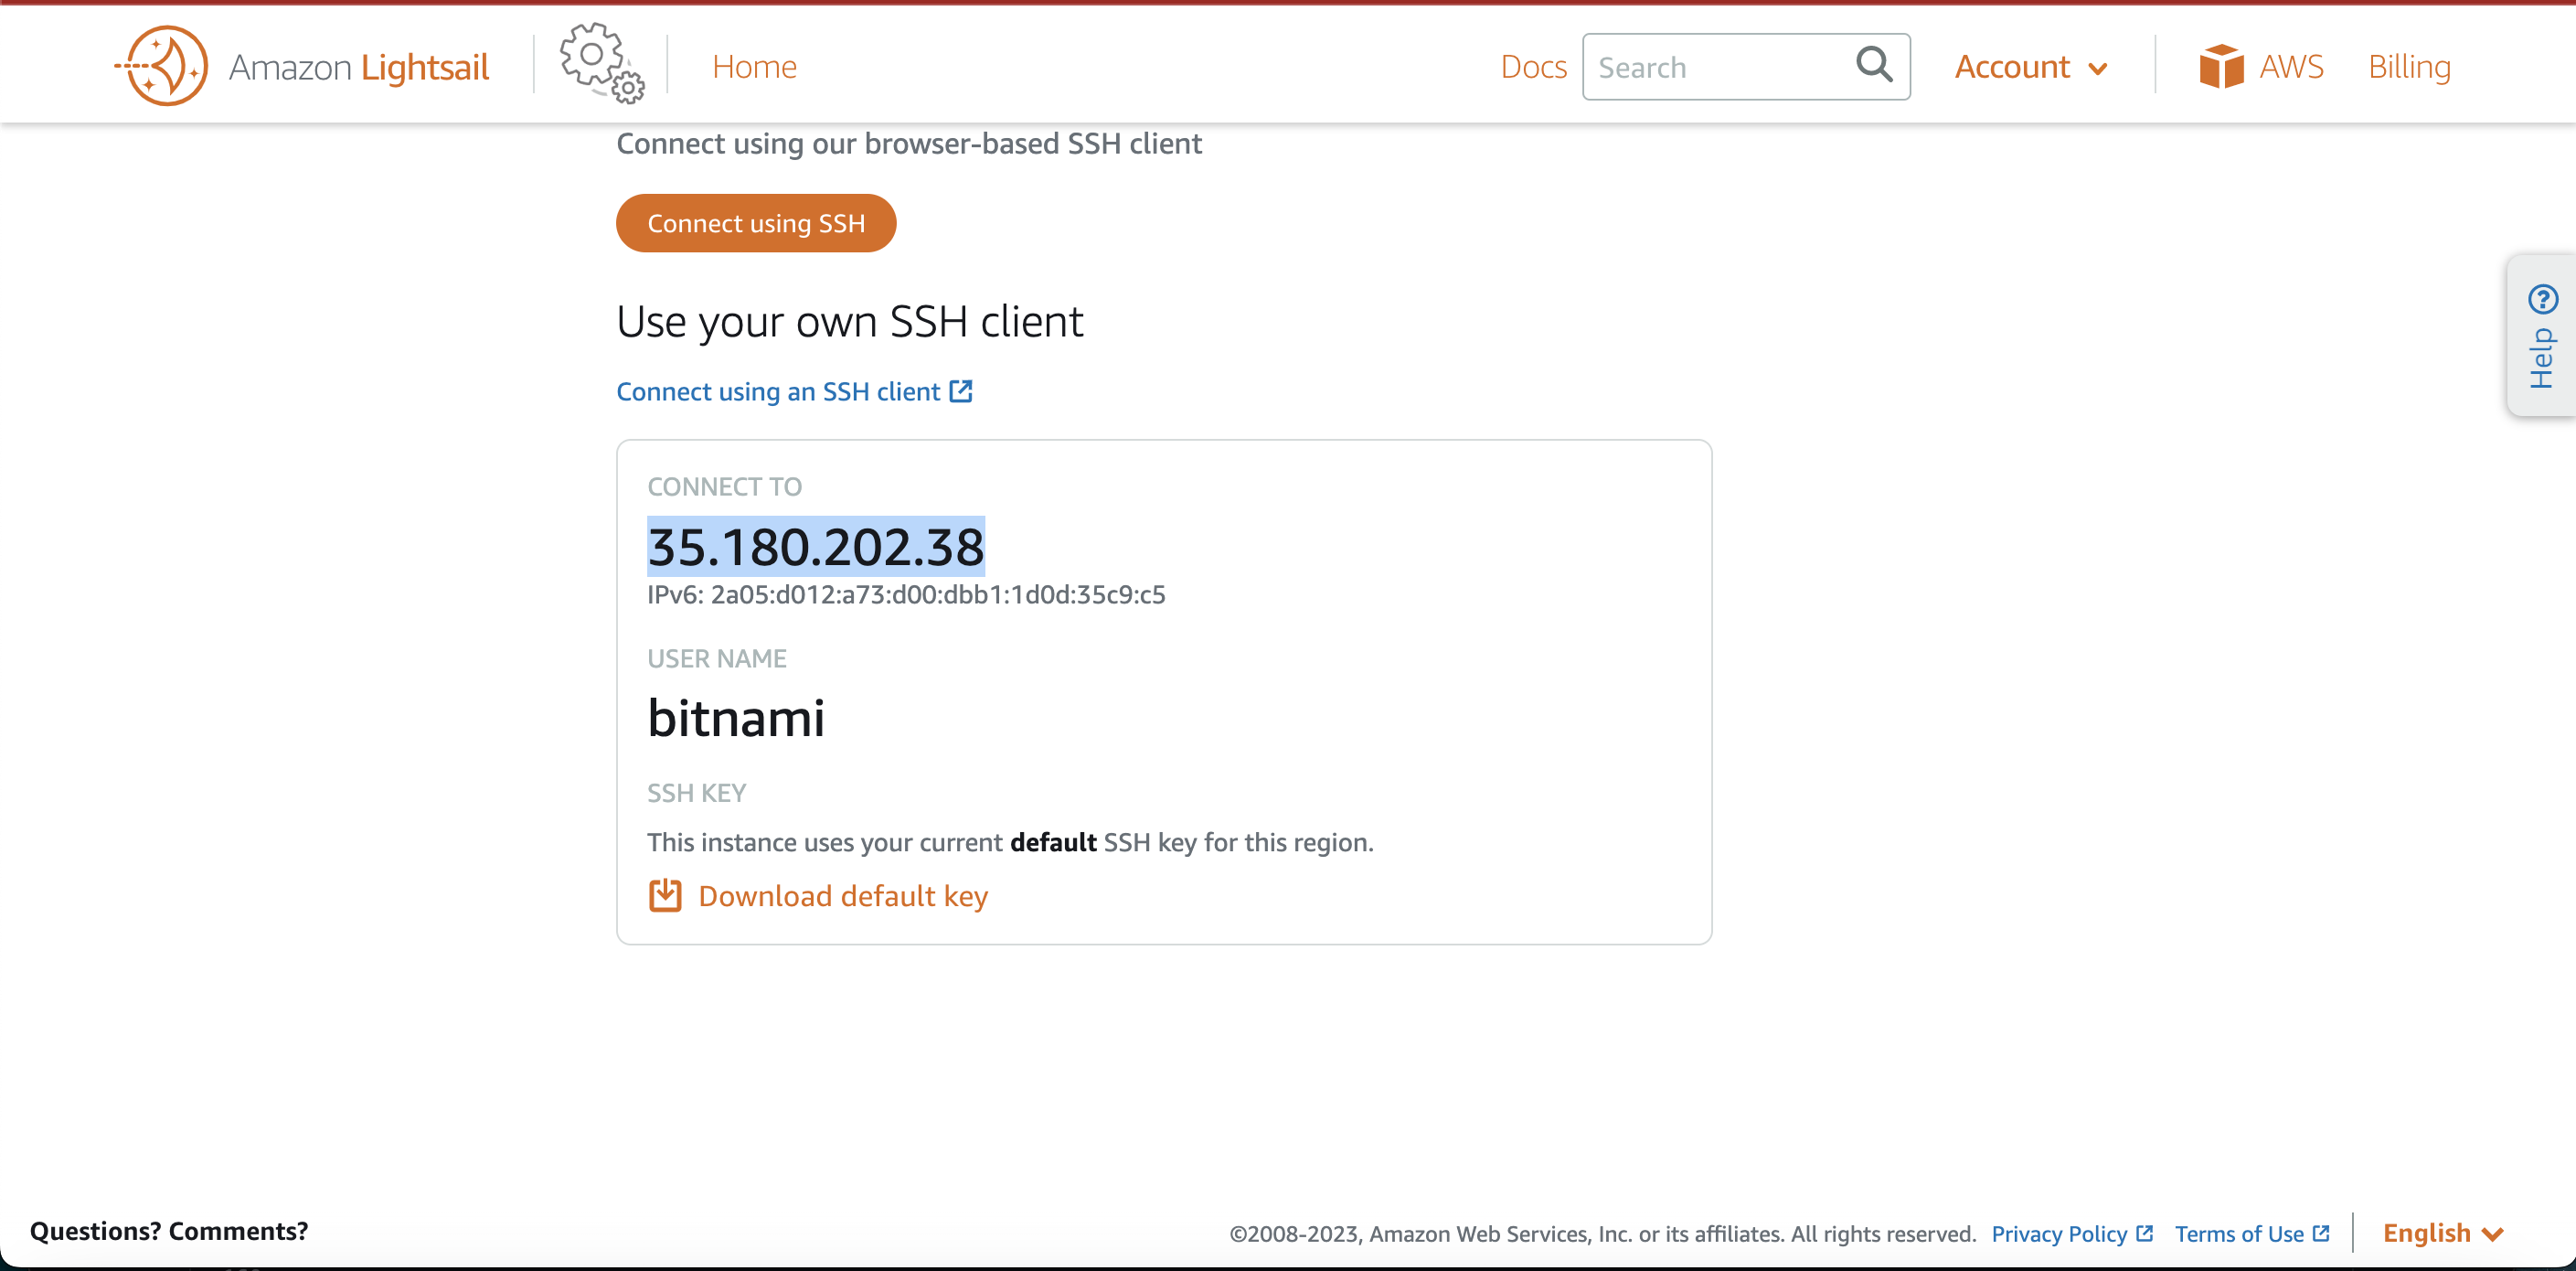 Amazon Lightsail
Home
Docs
Search
Account
AWS
Billing
Connect using our browser-based SSH client
Connect using SSH
Use your own SSH client
Connect using an SSH client
Help
CONNECT TO
35.180.202.38
IPv6: 2a05:d012:a73:d00:dbb1:1d0d:35c9:c5
USER NAME
bitnami
SSH KEY
This instance uses your current default SSH key for this region.
Download default key
Questions? Comments?
©2008-2023, Amazon Web Services, Inc. or its affiliates. All rights reserved.
Privacy Policy
Terms of Use
English